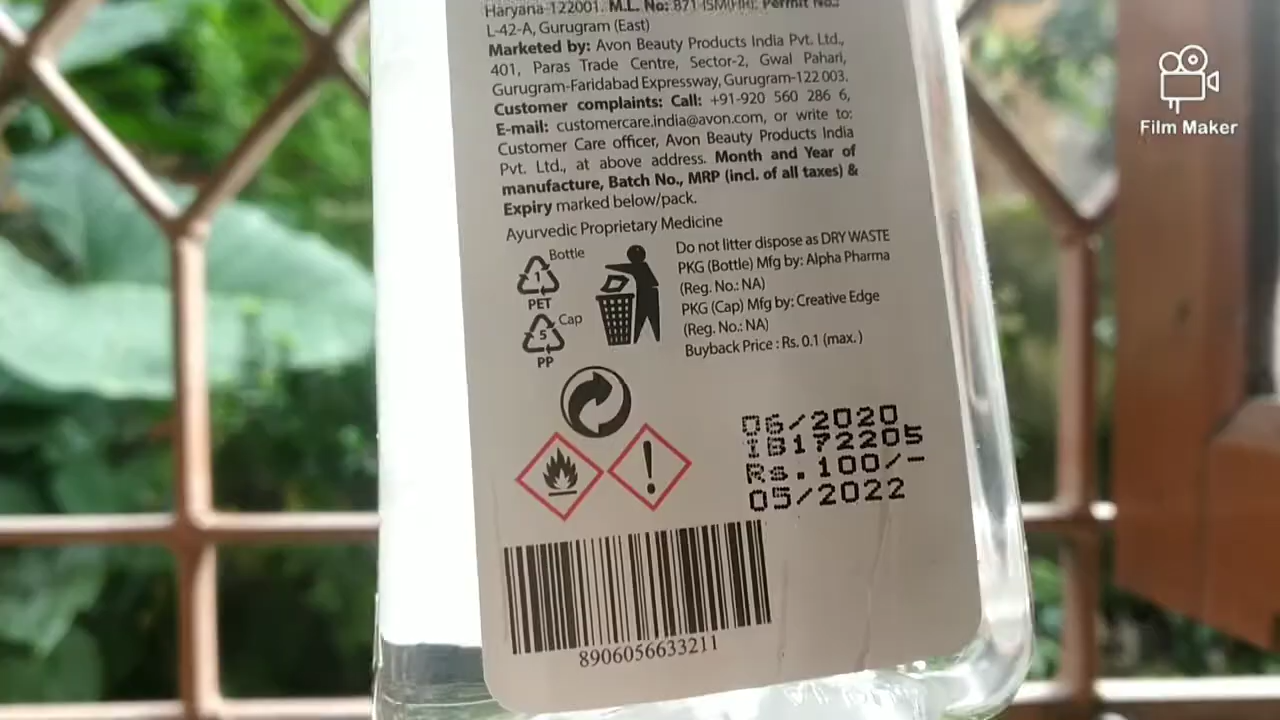 Haryana-122001. M.L. No: 871-ISM(HR). Permit No.:
L-42-A, Gurugram (East)
Marketed by: Avon Beauty Products India Pvt. Ltd.,
401, Paras Trade Centre, Sector-2, Gwal Pahari,
Gurugram-Faridabad Expressway, Gurugram-122 003.
Customer complaints: Call: +91-920 560 286 6,
E-mail: customercare.india@avon.com, or write to:
Customer Care officer, Avon Beauty Products India
Pvt. Ltd., at above address. Month and Year of
manufacture, Batch No., MRP (incl. of all taxes) &
Expiry marked below/pack.
Ayurvedic Proprietary Medicine
Bottle
1
PET
Cap
5
PP
Do not litter dispose as DRY WASTE
PKG (Bottle) Mfg by: Alpha Pharma
(Reg. No.: NA)
PKG (Cap) Mfg by: Creative Edge
(Reg. No.: NA)
Buyback Price : Rs. 0.1 (max.)
06/2020
IB172205
Rs.100/-
05/2022
8906056633211
Film Maker